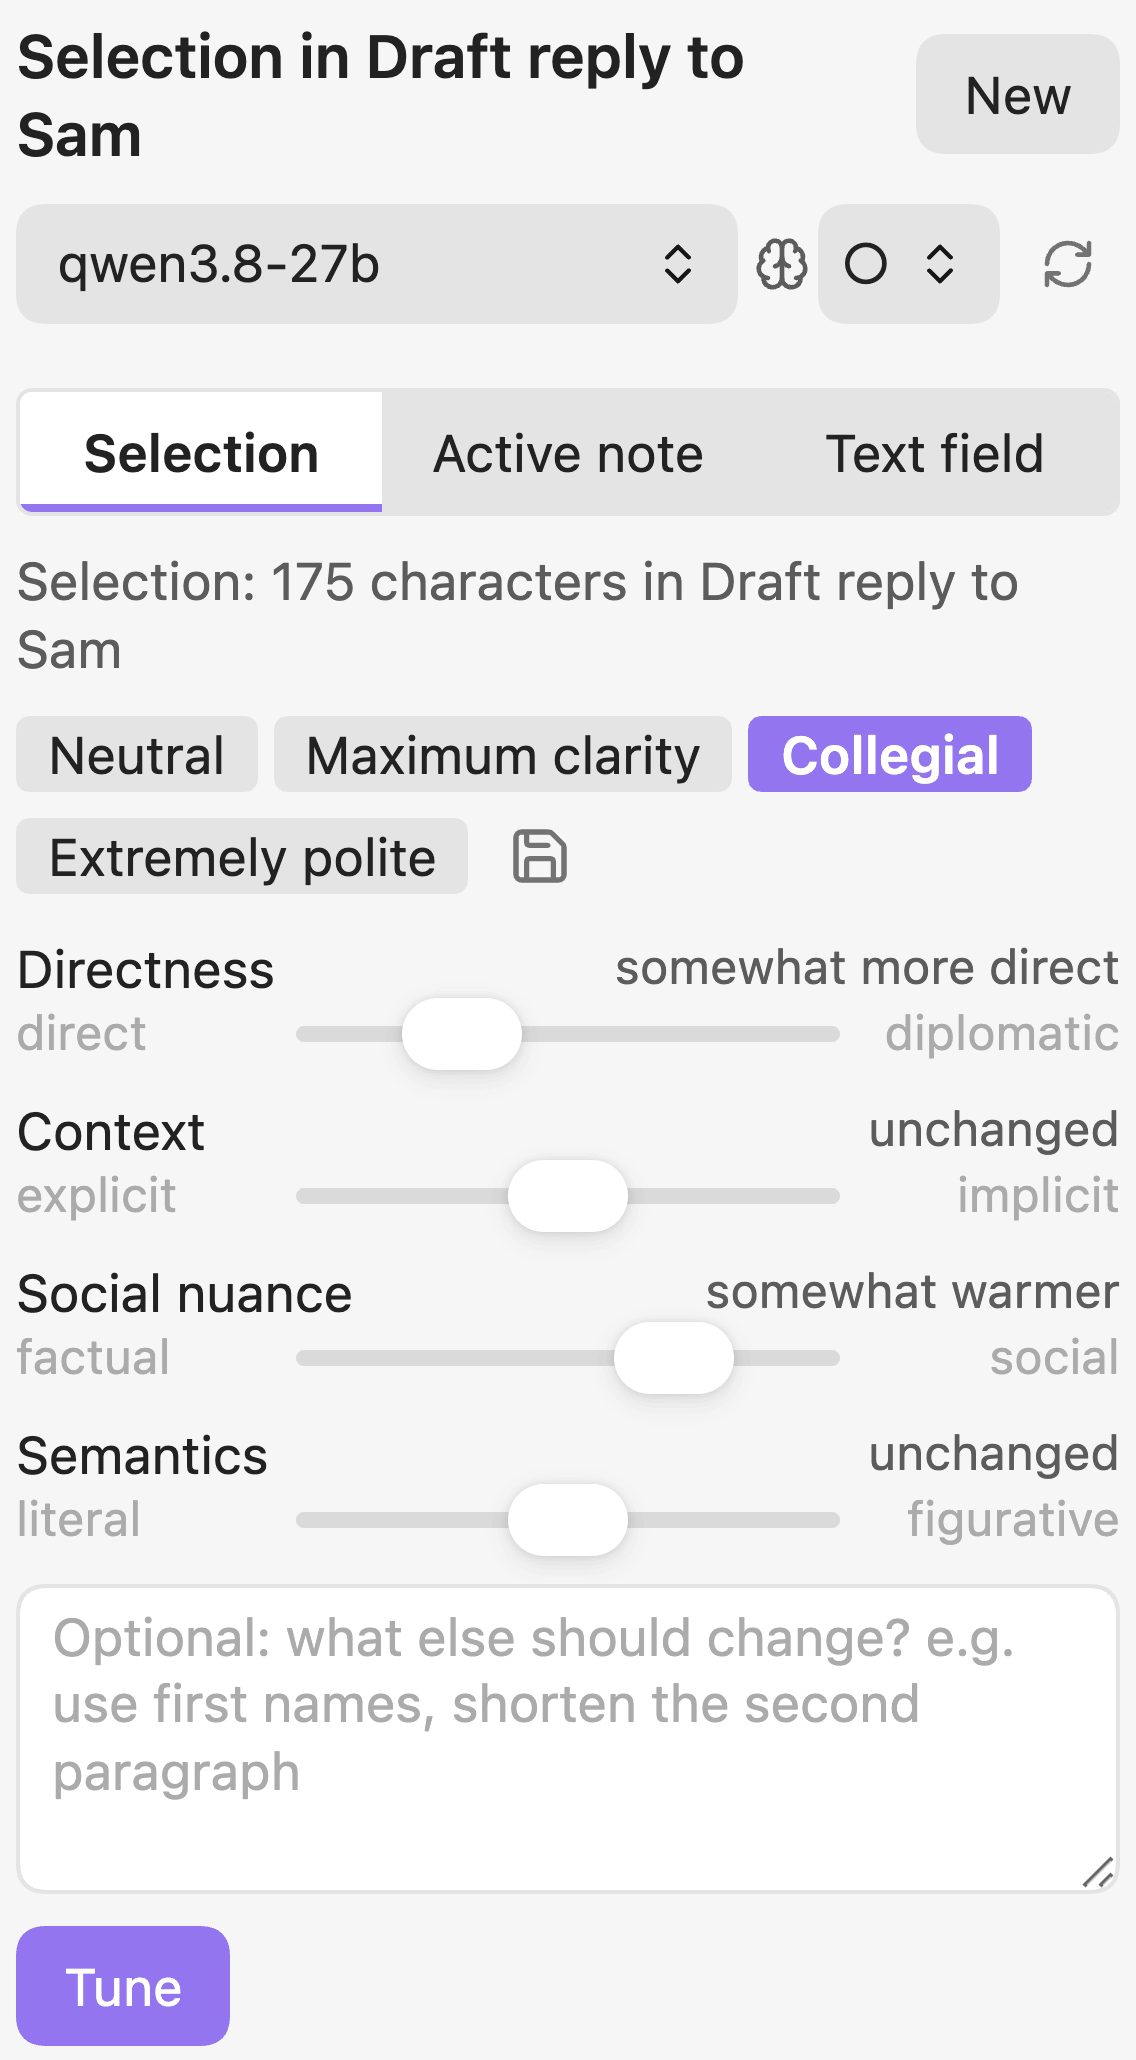 Selection in Draft reply to
Sam
New
qwen3.8-27b
Selection
Active note
Text field
Selection: 175 characters in Draft reply to
Sam
Neutral
Maximum clarity
Collegial
Extremely polite
Directness
somewhat more direct
direct
diplomatic
Context
unchanged
explicit
implicit
Social nuance
somewhat warmer
factual
social
Semantics
unchanged
literal
figurative
Optional: what else should change? e.g.
use first names, shorten the second
paragraph
Tune